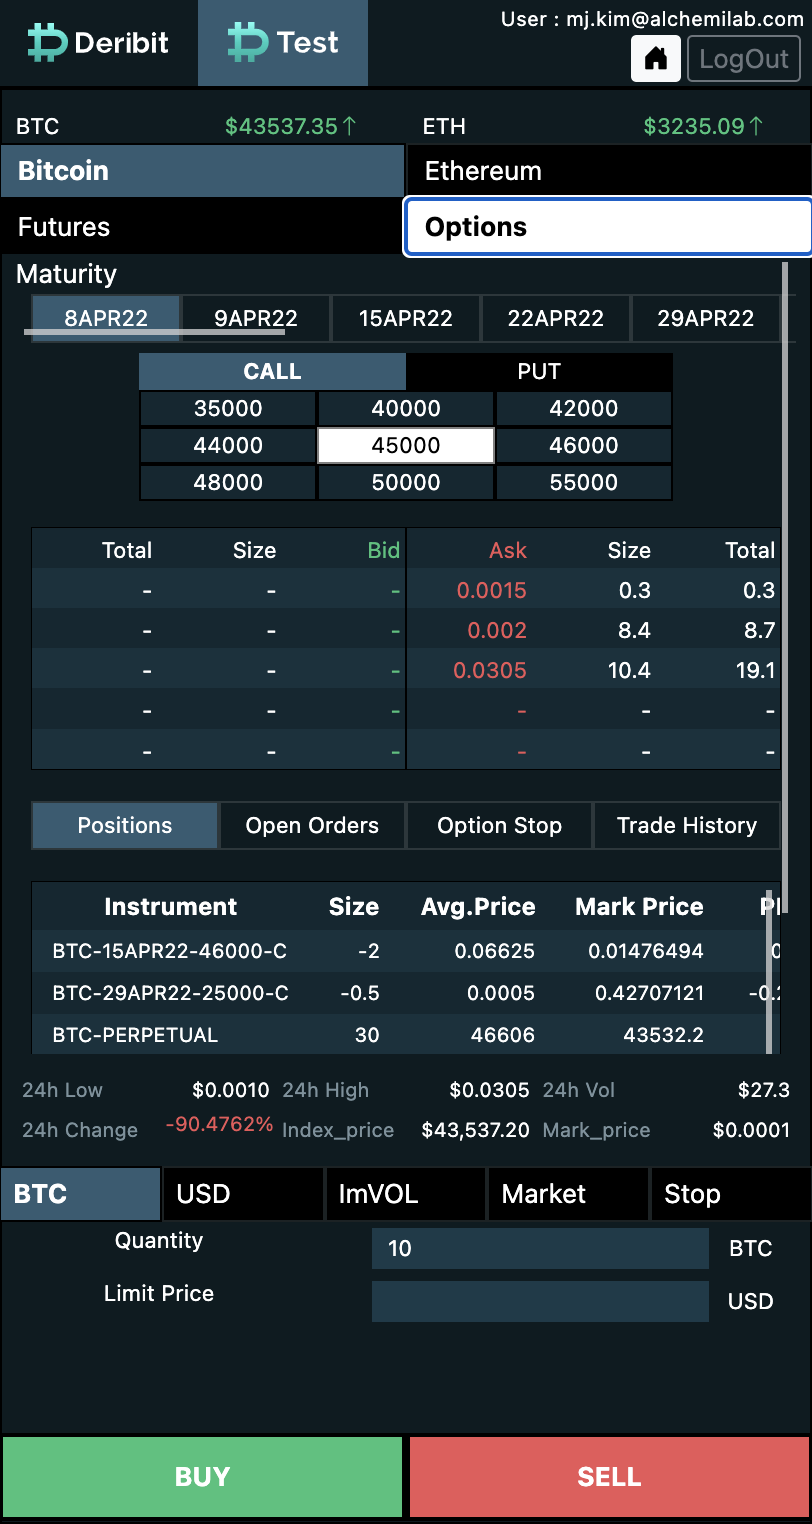 User : mj.kim@alchemilab.com
Deribit Test LogOut
BTC $43537.35↑ ETH $3235.09↑
Bitcoin Ethereum
Futures Options
Maturity
8APR22 9APR22 15APR22 22APR22 29APR22
CALL PUT
35000 40000 42000
44000 45000 46000
48000 50000 55000
Total Size Bid Ask Size Total
- - - 0.0015 0.3 0.3
- - - 0.002 8.4 8.7
- - - 0.0305 10.4 19.1
- - - - - -
- - - - - -
Positions Open Orders Option Stop Trade History
Instrument Size Avg.Price Mark Price
BTC-15APR22-46000-C -2 0.06625 0.01476494
BTC-29APR22-25000-C -0.5 0.0005 0.42707121
BTC-PERPETUAL 30 46606 43532.2
24h Low $0.0010 24h High $0.0305 24h Vol $27.3
24h Change -90.4762% Index_price $43,537.20 Mark_price $0.0001
BTC USD ImVOL Market Stop
Quantity 10 BTC
Limit Price USD
BUY SELL